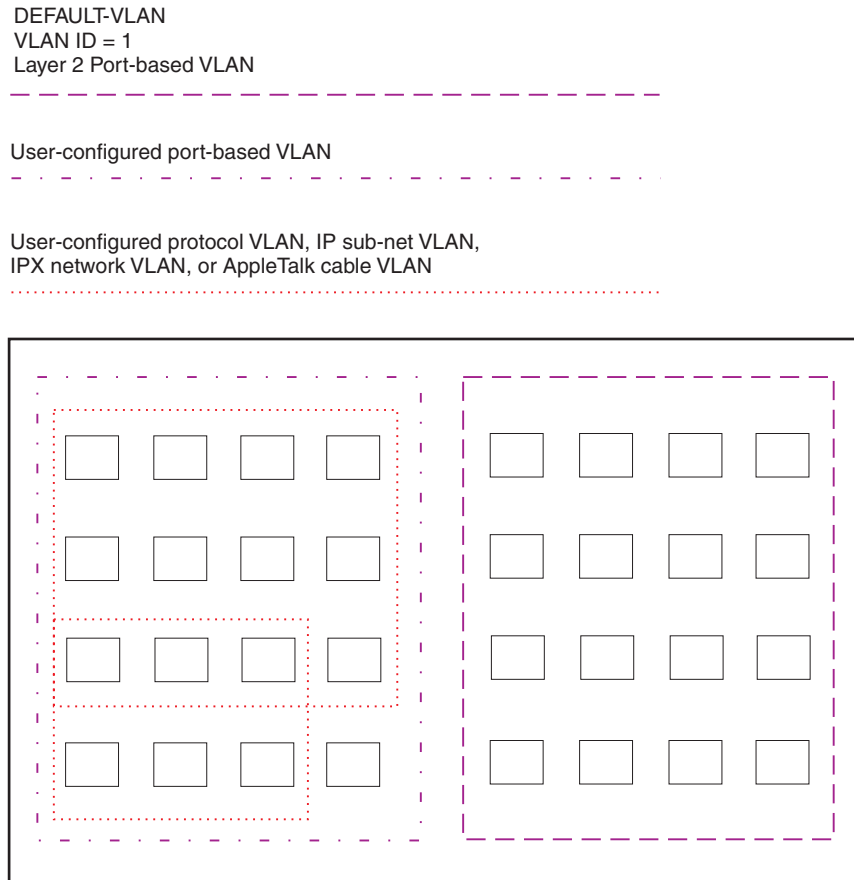 DEFAULT-VLAN
VLAN ID = 1
Layer 2 Port-based VLAN
User-configured port-based VLAN
User-configured protocol VLAN, IP sub-net VLAN,
IPX network VLAN, or AppleTalk cable VLAN